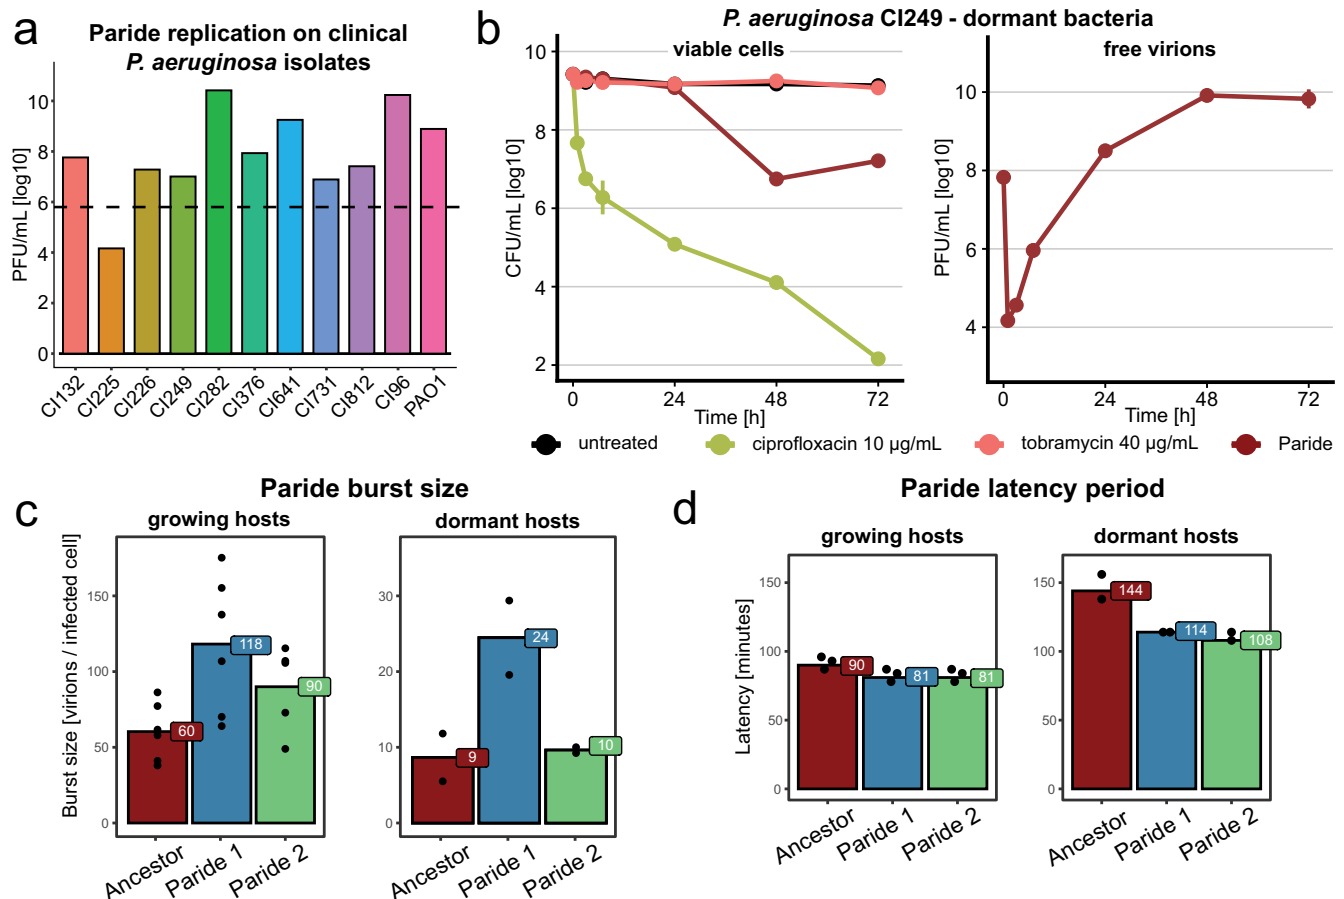 a
Paride replication on clinical
P. aeruginosa isolates
PFU/mL [log10]
10
8
6
4
2
0
CI132
CI225
CI226
CI249
CI282
CI376
CI641
CI731
CI812
CI96
PAO1
b
P. aeruginosa CI249 - dormant bacteria
viable cells
CFU/mL [log10]
10
8
6
4
2
0
24
48
72
Time [h]
free virions
PFU/mL [log10]
10
8
6
4
0
24
48
72
Time [h]
untreated
ciprofloxacin 10 µg/mL
tobramycin 40 µg/mL
Paride
c
Paride burst size
growing hosts
Burst size [virions / infected cell]
150
100
50
0
60
118
90
Ancestor
Paride 1
Paride 2
dormant hosts
30
20
10
0
9
24
10
Ancestor
Paride 1
Paride 2
d
Paride latency period
growing hosts
Latency [minutes]
150
100
50
0
90
81
81
Ancestor
Paride 1
Paride 2
dormant hosts
150
100
50
0
144
114
108
Ancestor
Paride 1
Paride 2